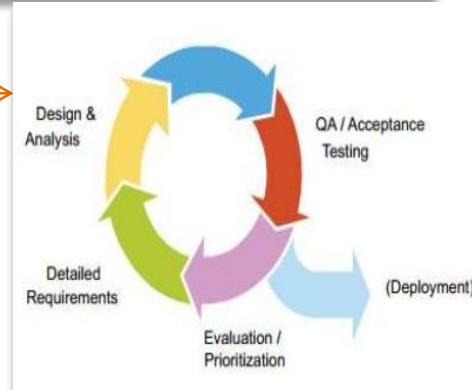 Design &
Analysis
QA / Acceptance
Testing
Detailed
Requirements
(Deployment)
Evaluation /
Prioritization